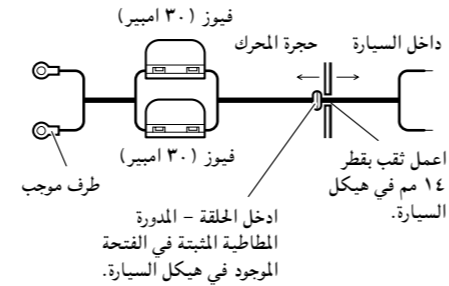 فيوز (٣٠ امبير)
داخل السيارة
حجرة المحرك
فيوز (٣٠ امبير)
طرف موجب
اعمل ثقب بقطر
١٤ مم في هيكل
السيارة.
ادخل الحلقة – المدورة
المطاطية المثبتة في الفتحة
الموجود في هيكل السيارة.